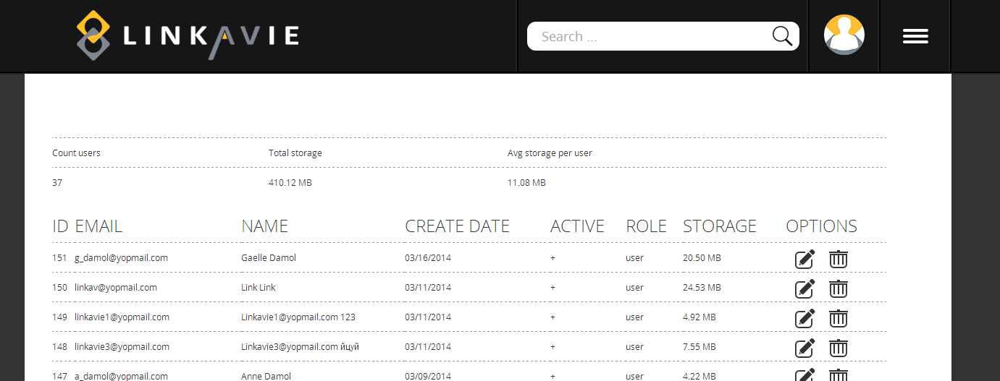 LINKAVIE
Search ...
Count users Total storage Avg storage per user
37 410.12 MB 11.08 MB
ID EMAIL NAME CREATE DATE ACTIVE ROLE STORAGE OPTIONS
151 g_damol@yopmail.com Gaelle Damol 03/16/2014 + user 20.50 MB
150 linkav@yopmail.com Link Link 03/11/2014 + user 24.53 MB
149 linkavie1@yopmail.com Linkavie1@yopmail.com 123 03/11/2014 + user 4.92 MB
148 linkavie3@yopmail.com Linkavie3@yopmail.com йцуй 03/11/2014 + user 7.55 MB
147 a_damol@yopmail.com Anne Damol 03/09/2014 + user 4.22 MB